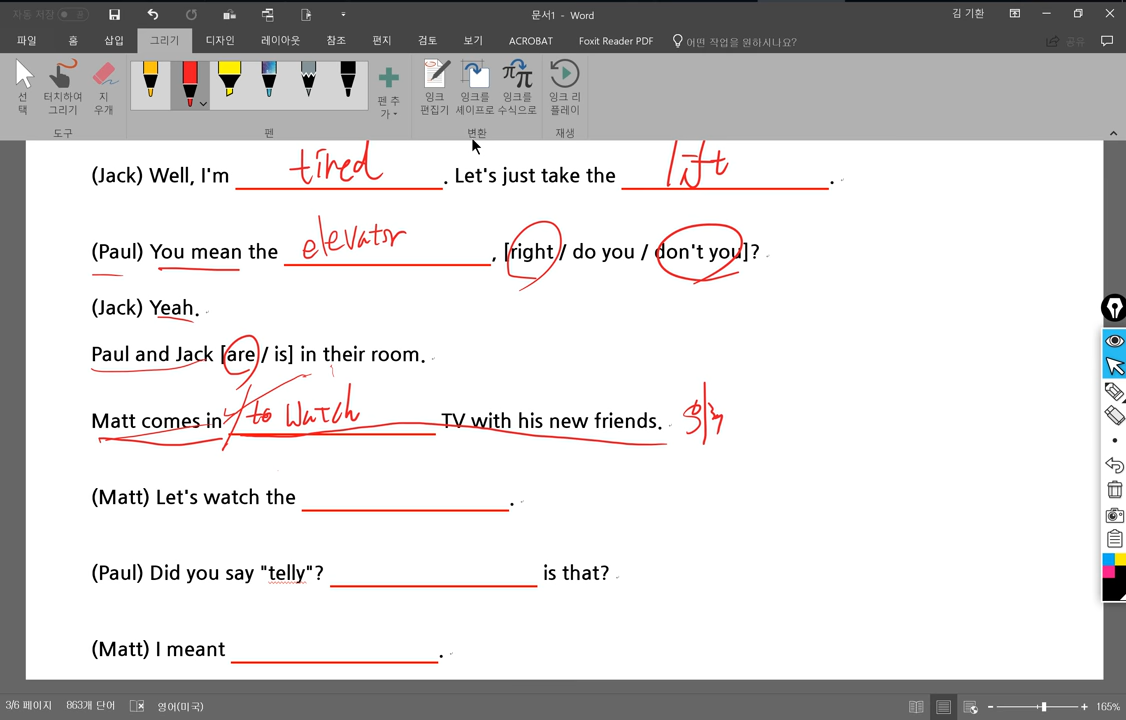 자동 저장
문서1 - Word
김 기환
파일 홈 삽입 그리기 디자인 레이아웃 참조 편지 검토 보기 ACROBAT Foxit Reader PDF 어떤 작업을 원하시나요? 공유
선택 터치하여 그리기 지우개 펜 추가 잉크 편집기 잉크를 셰이프로 잉크를 수식으로 잉크 리플레이
도구 펜 변환 재생
(Jack) Well, I'm tired . Let's just take the lift .
(Paul) You mean the elevator , [right / do you / don't you]?
(Jack) Yeah.
Paul and Jack [are / is] in their room.
Matt comes in to watch TV with his new friends.
(Matt) Let's watch the .
(Paul) Did you say "telly"? is that?
(Matt) I meant .
3/6 페이지 863개 단어 영어(미국) 165%